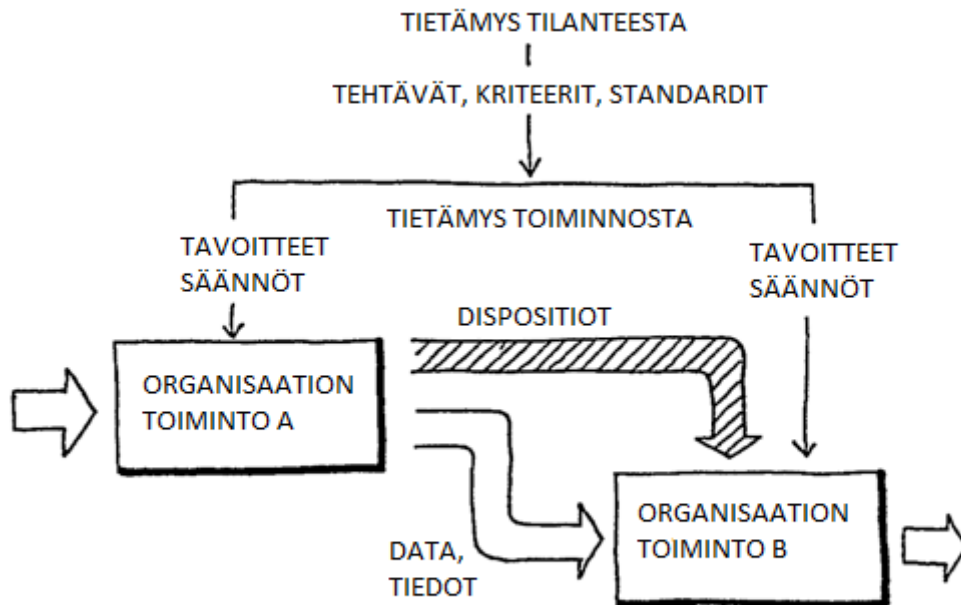 TIETÄMYS TILANTEESTA
TEHTÄVÄT, KRITEERIT, STANDARDIT
TIETÄMYS TOIMINNOSTA
TAVOITTEET
SÄÄNNÖT
TAVOITTEET
SÄÄNNÖT
DISPOSITIOT
ORGANISAATION
TOIMINTO A
ORGANISAATION
TOIMINTO B
DATA,
TIEDOT